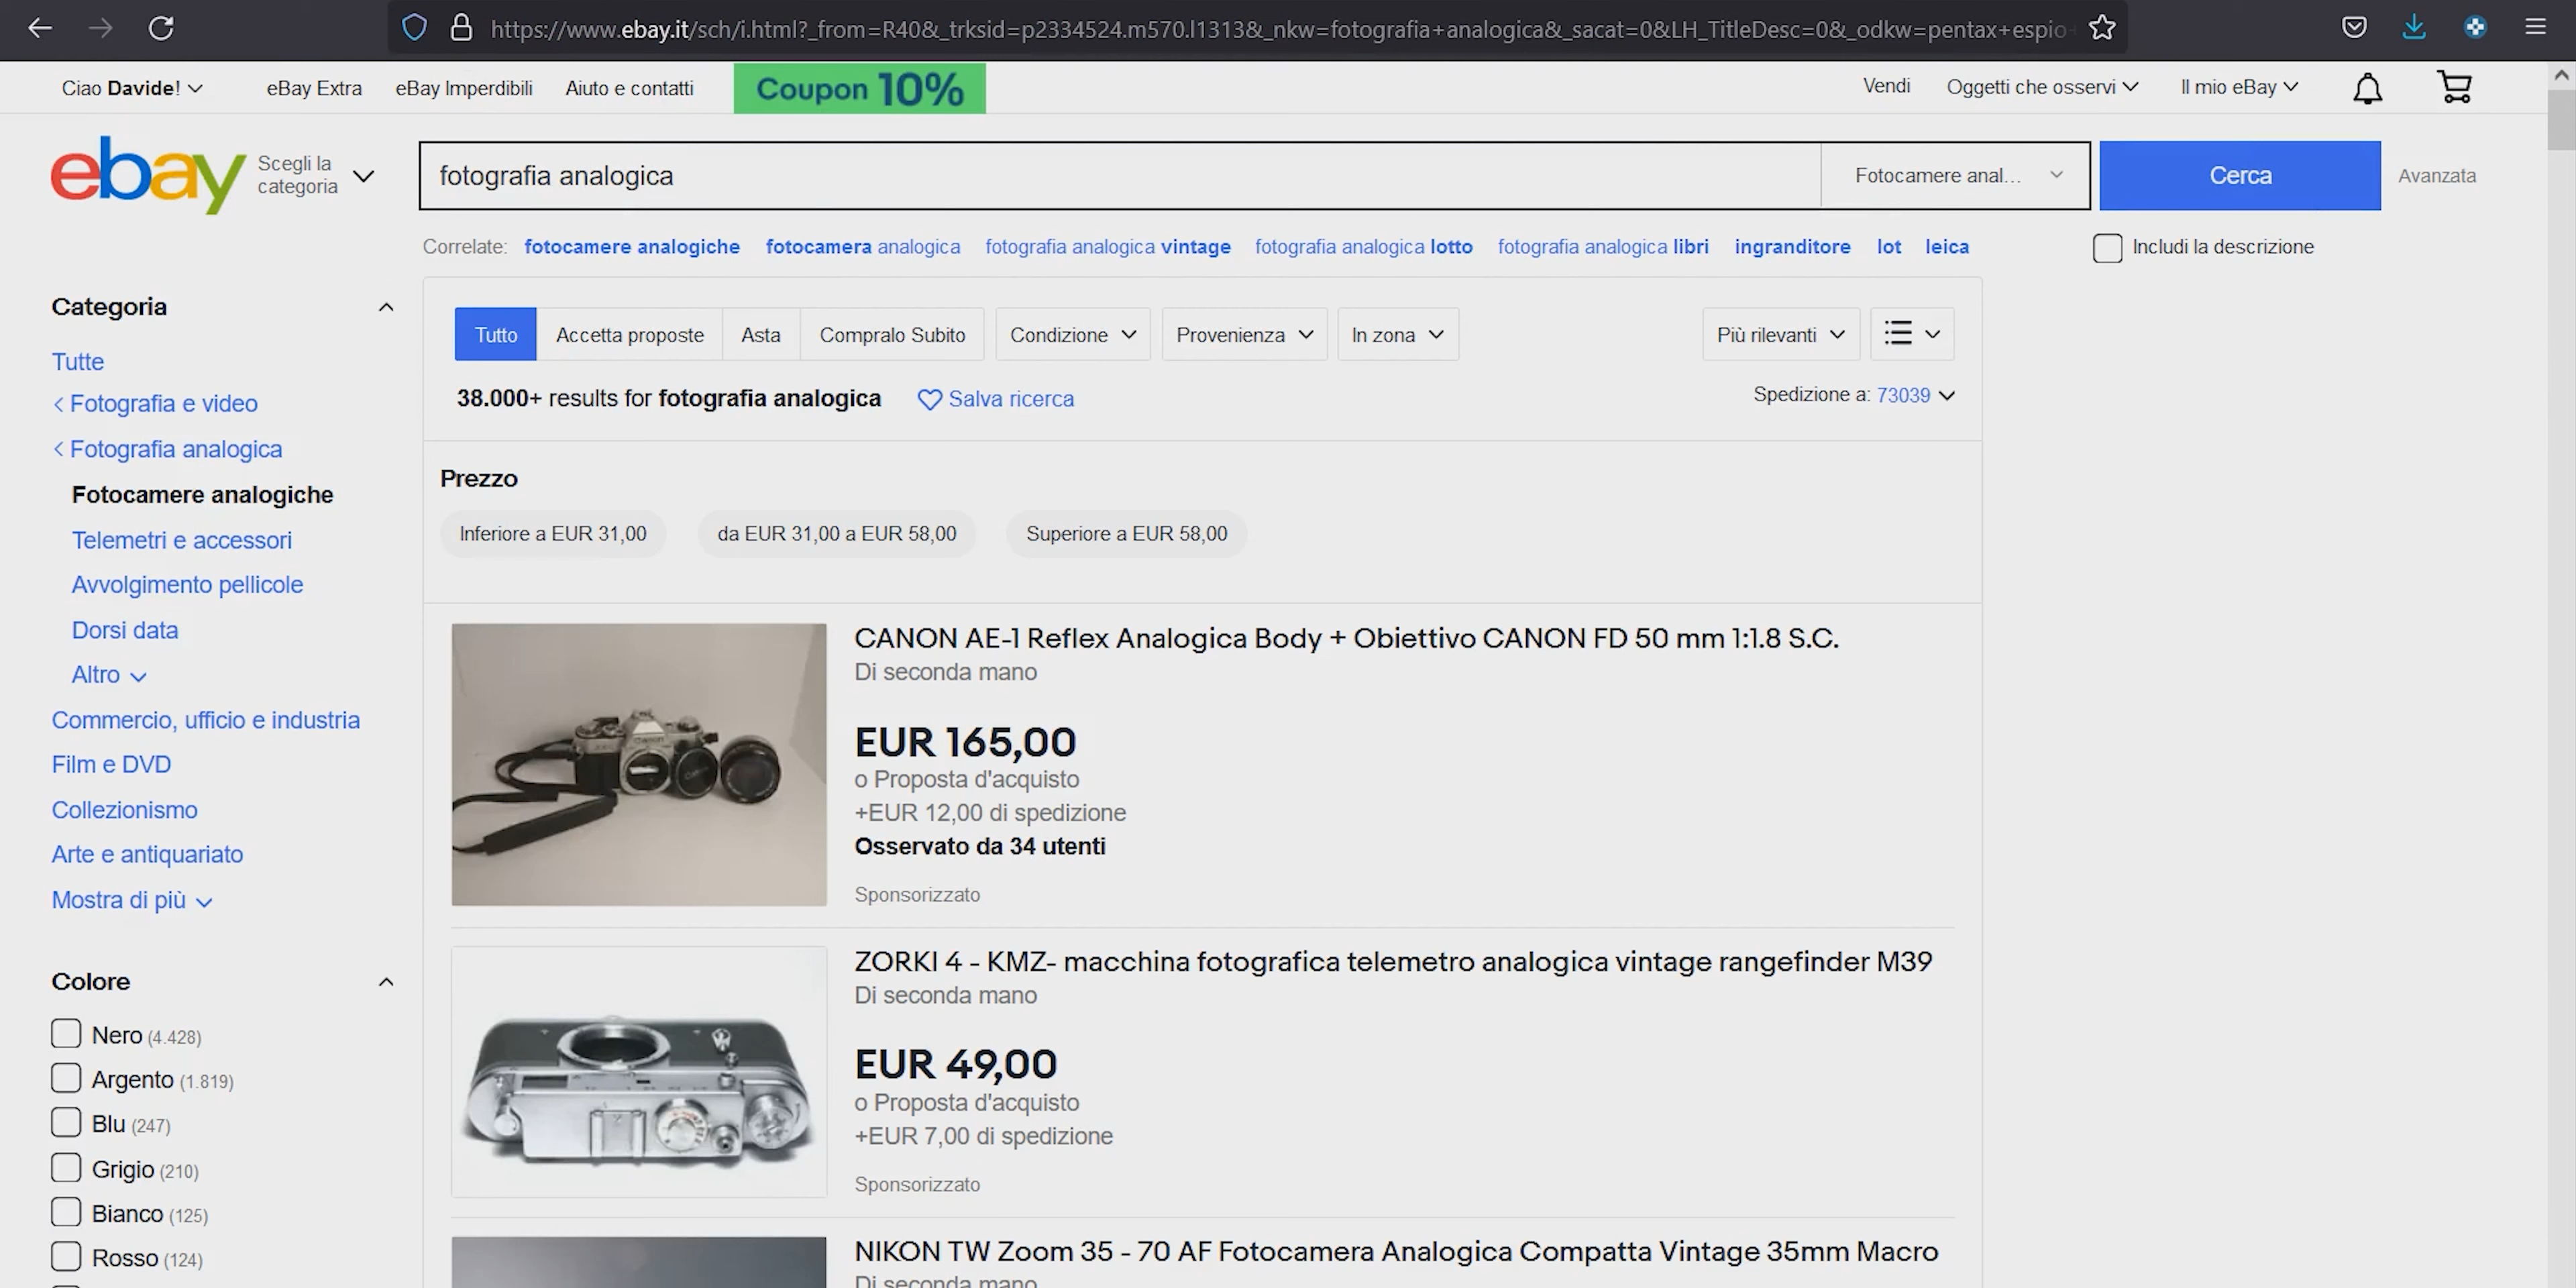 https://www.ebay.it/sch/i.html?_from=R40&_trksid=p2334524.m570.l1313&_nkw=fotografia+analogica&_sacat=0&LH_TitleDesc=0&_odkw=pentax+espio
Ciao Davide!
eBay Extra
eBay Imperdibili
Aiuto e contatti
Coupon 10%
Vendi
Oggetti che osservi
Il mio eBay
ebay
Scegli la
categoria
fotografia analogica
Fotocamere anal...
Cerca
Avanzata
Correlate: fotocamere analogiche fotocamera analogica fotografia analogica vintage fotografia analogica lotto fotografia analogica libri ingranditore lot leica
Includi la descrizione
Categoria
Tutte
< Fotografia e video
< Fotografia analogica
Fotocamere analogiche
Telemetri e accessori
Avvolgimento pellicole
Dorsi data
Altro
Commercio, ufficio e industria
Film e DVD
Collezionismo
Arte e antiquariato
Mostra di più
Colore
Nero (4.428)
Argento (1.819)
Blu (247)
Grigio (210)
Bianco (125)
Rosso (124)
Tutto
Accetta proposte
Asta
Compralo Subito
Condizione
Provenienza
In zona
Più rilevanti
38.000+ results for fotografia analogica
Salva ricerca
Spedizione a: 73039
Prezzo
Inferiore a EUR 31,00
da EUR 31,00 a EUR 58,00
Superiore a EUR 58,00
CANON AE-1 Reflex Analogica Body + Obiettivo CANON FD 50 mm 1:1.8 S.C.
Di seconda mano
EUR 165,00
o Proposta d'acquisto
+EUR 12,00 di spedizione
Osservato da 34 utenti
Sponsorizzato
ZORKI 4 - KMZ- macchina fotografica telemetro analogica vintage rangefinder M39
Di seconda mano
EUR 49,00
o Proposta d'acquisto
+EUR 7,00 di spedizione
Sponsorizzato
NIKON TW Zoom 35 - 70 AF Fotocamera Analogica Compatta Vintage 35mm Macro
Di seconda mano